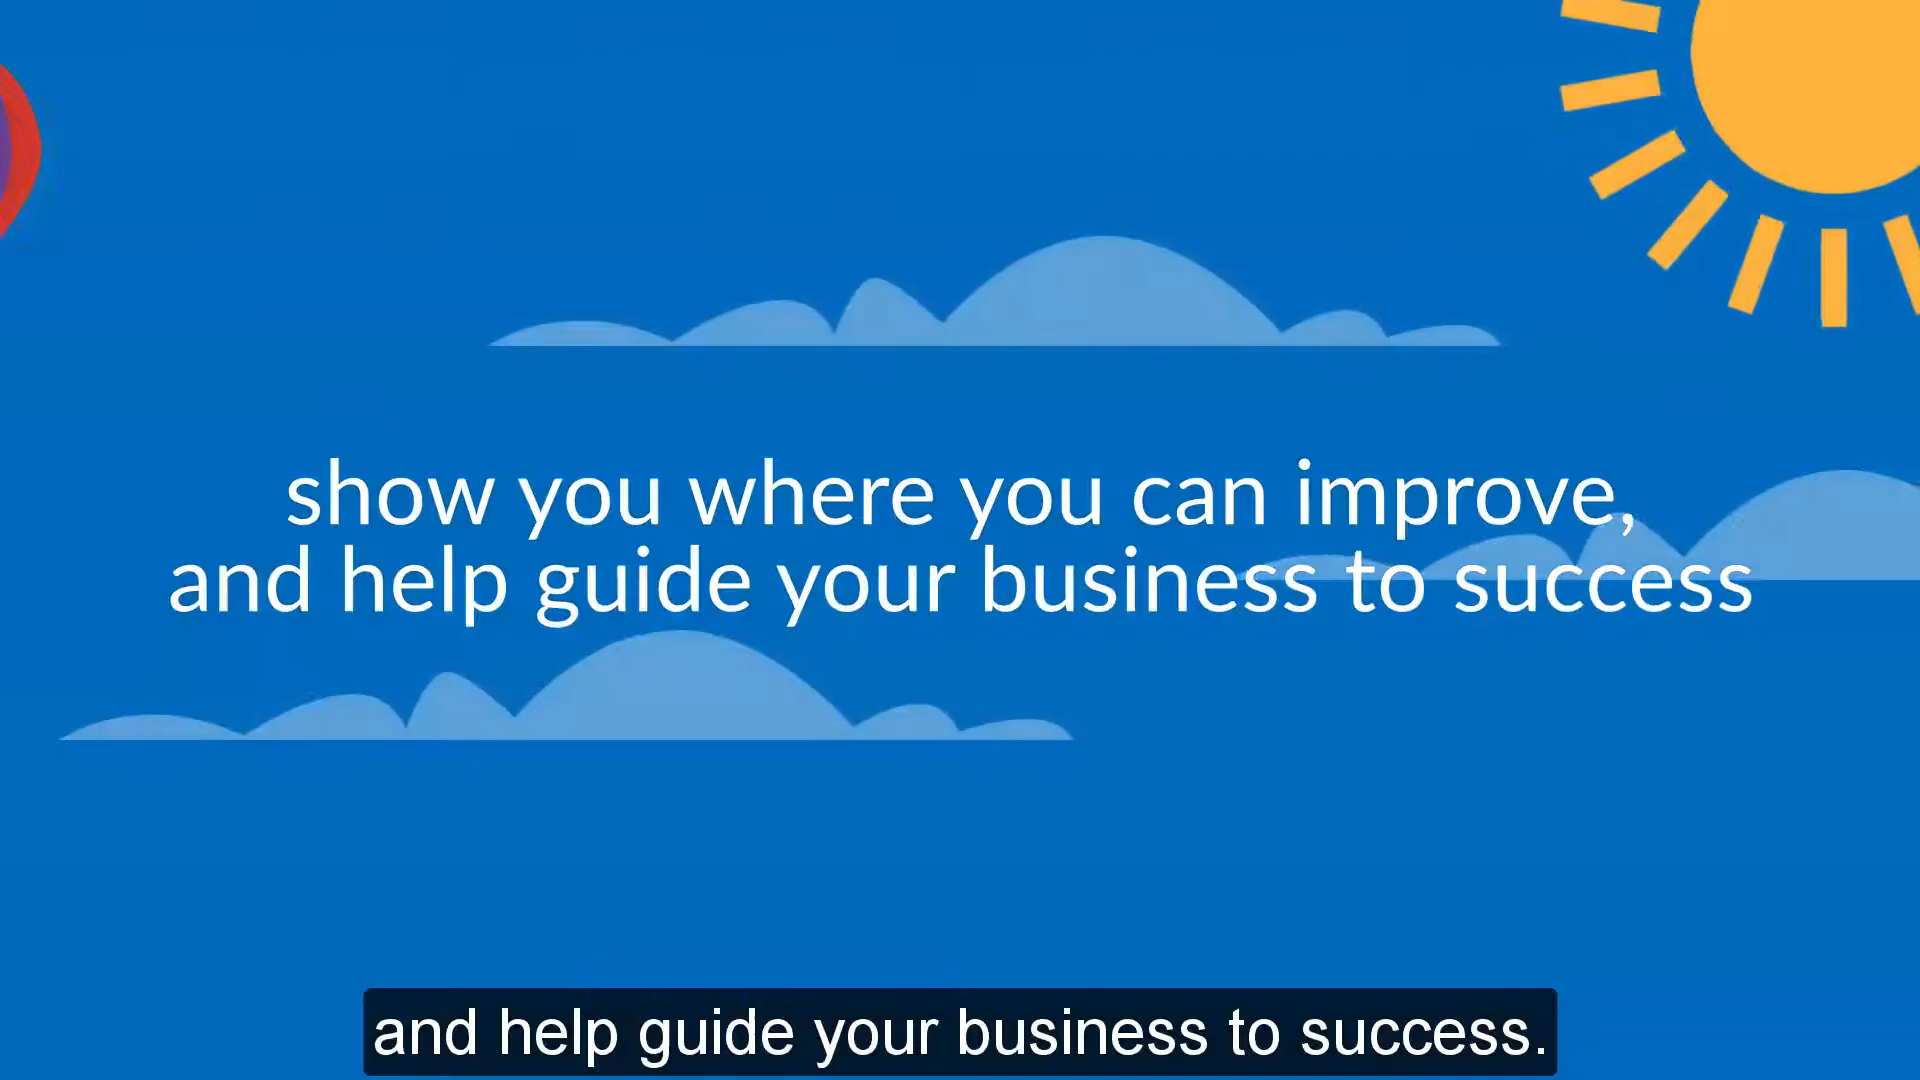 show you where you can improve,
and help guide your business to success
and help guide your business to success.